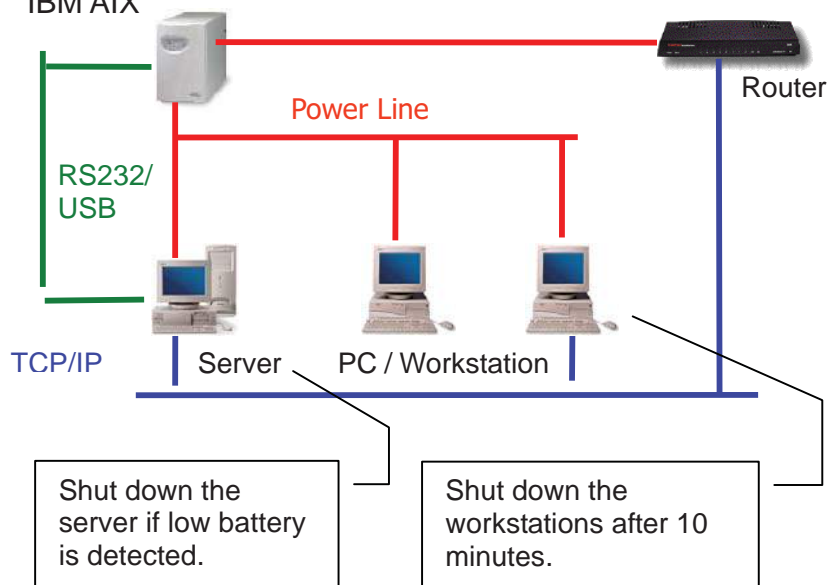 IBM AIX
Router
Power Line
RS232/
USB
TCP/IP
Server
PC / Workstation
Shut down the
server if low battery
is detected.
Shut down the
workstations after 10
minutes.